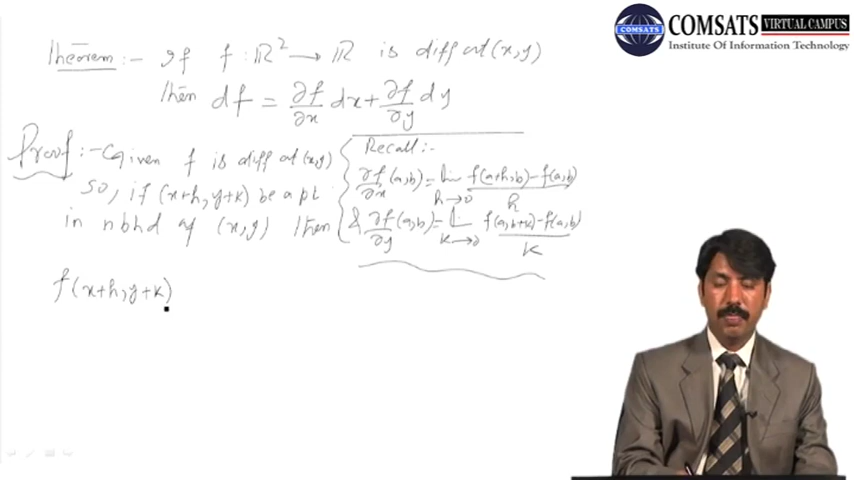 COMSATS VIRTUAL CAMPUS
Institute Of Information Technology
Theorem :- If f : ℝ² → ℝ is diff at (x,y)
then df = ∂f/∂x dx + ∂f/∂y dy
Proof :- Given f is diff at (x,y)
so, if (x+h, y+k) be a pt
in nbhd of (x,y) then
Recall :-
∂f/∂x (a,b) = lim h→0 f(a+h,b) - f(a,b) / h
& ∂f/∂y (a,b) = lim k→0 f(a,b+k) - f(a,b) / k
f(x+h, y+k)